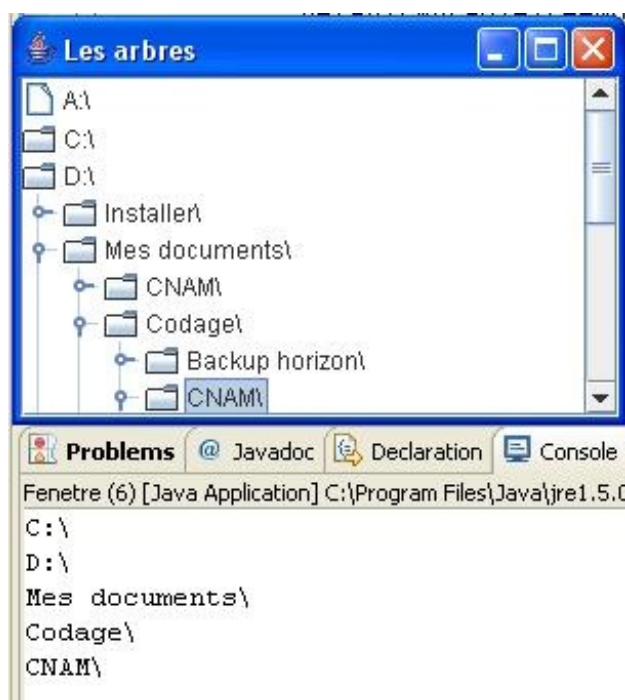 Les arbres
A:\
C:\
D:\
Installer\
Mes documents\
CNAM\
Codage\
Backup horizon\
CNAM\
Problems @ Javadoc Declaration Console
Fenetre (6) [Java Application] C:\Program Files\Java\jre1.5.0
C:\
D:\
Mes documents\
Codage\
CNAM\